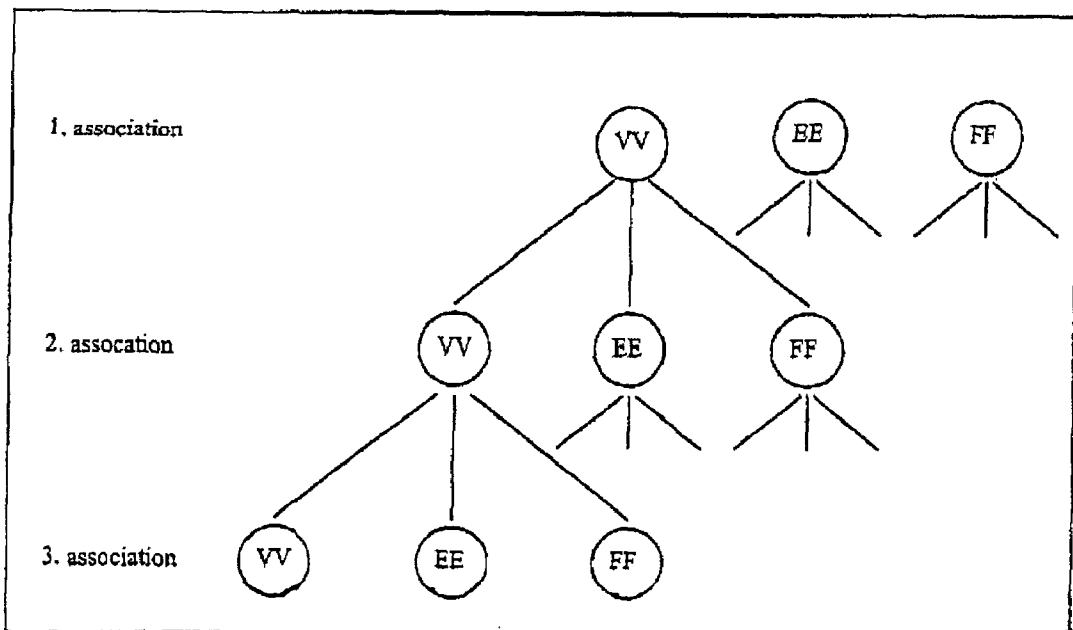 1. association VV EE FF
2. assocation VV EE FF
3. association VV EE FF